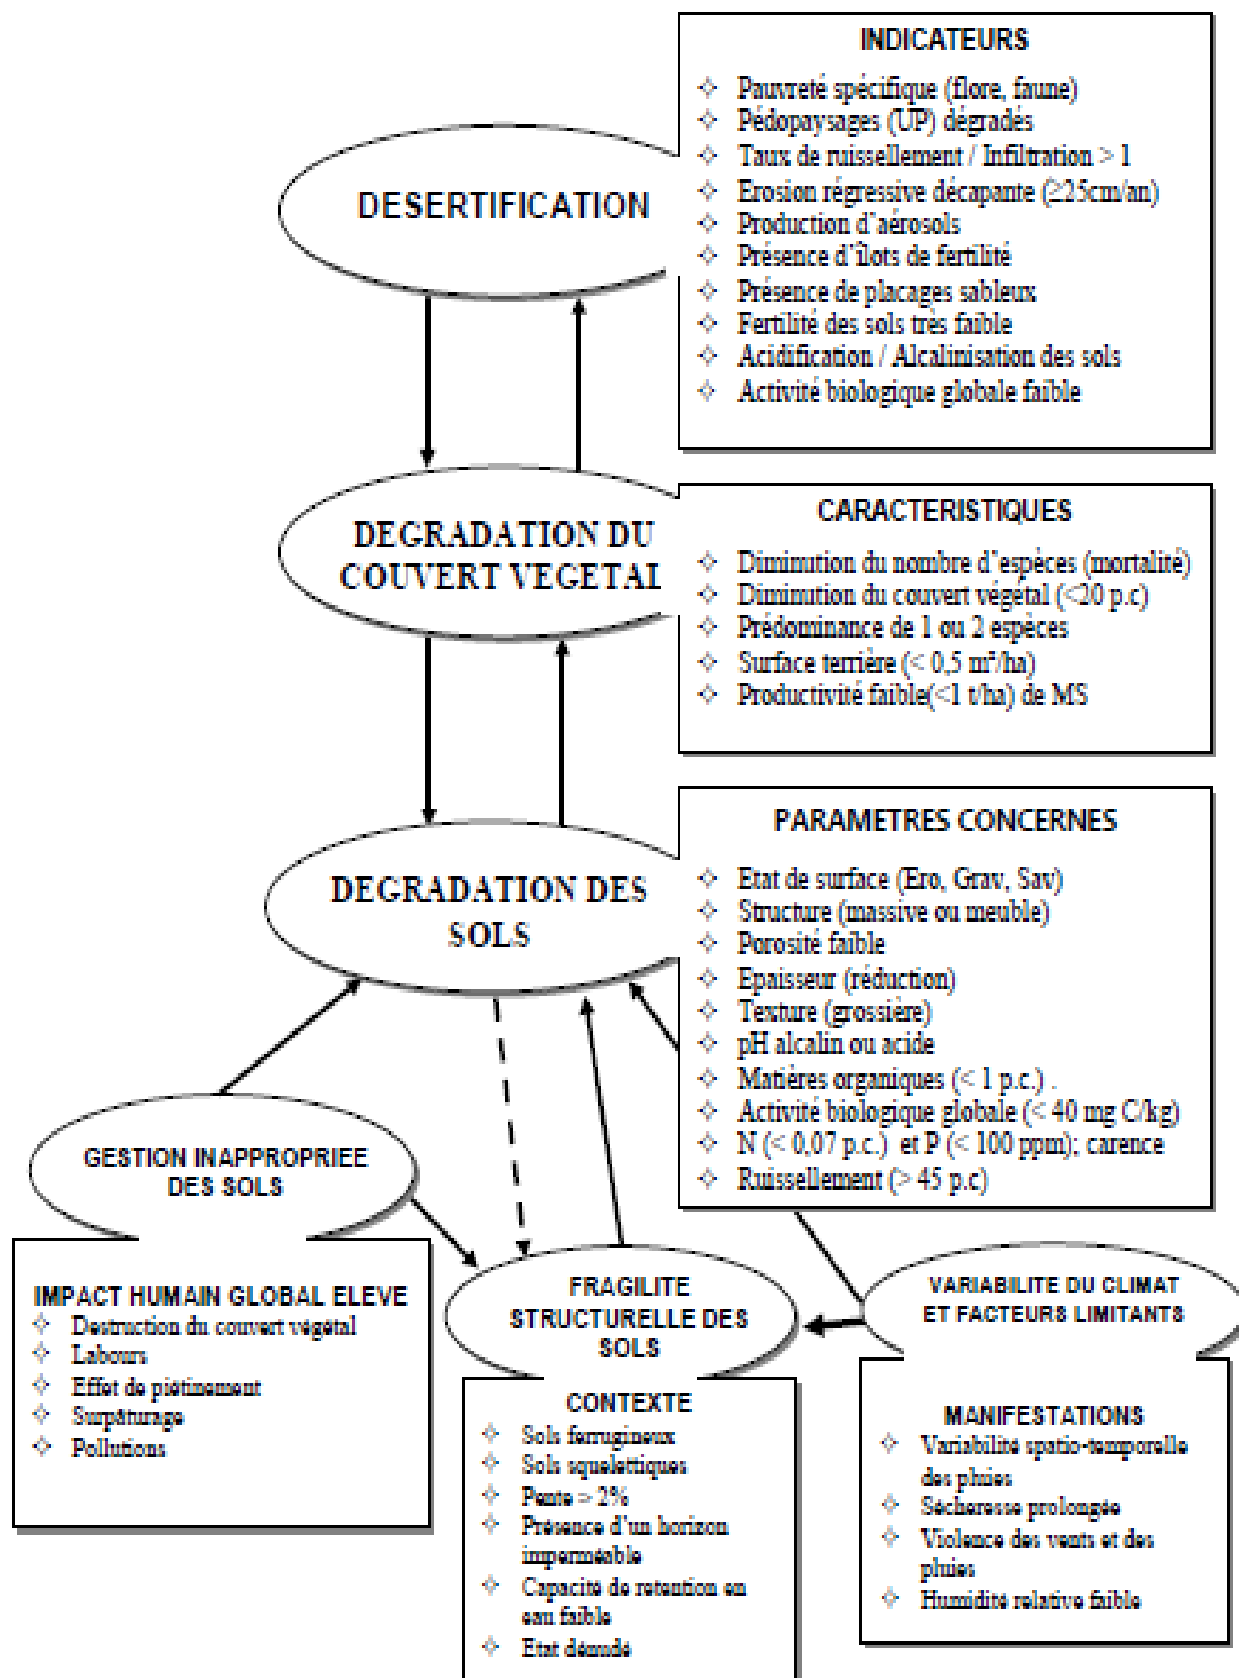 INDICATEURS
✧ Pauvreté spécifique (flore, faune)
✧ Pédopaysages (UP) dégradés
✧ Taux de ruissellement / Infiltration > 1
✧ Erosion régressive décapante (≥25cm/an)
✧ Production d'aérosols
✧ Présence d'îlots de fertilité
✧ Présence de placages sableux
✧ Fertilité des sols très faible
✧ Acidification / Alcalinisation des sols
✧ Activité biologique globale faible
DESERTIFICATION
DEGRADATION DU
COUVERT VEGETAL
CARACTERISTIQUES
✧ Diminution du nombre d'espèces (mortalité)
✧ Diminution du couvert végétal (<20 p.c)
✧ Prédominance de 1 ou 2 espèces
✧ Surface terrière (< 0,5 m²/ha)
✧ Productivité faible(<1 t/ha) de MS
DEGRADATION DES
SOLS
PARAMETRES CONCERNES
✧ Etat de surface (Ero, Grav, Sav)
✧ Structure (massive ou meuble)
✧ Porosité faible
✧ Epaisseur (réduction)
✧ Texture (grossière)
✧ pH alcalin ou acide
✧ Matières organiques (< 1 p.c.) .
✧ Activité biologique globale (< 40 mg C/kg)
✧ N (< 0,07 p.c.) et P (< 100 ppm); carence
✧ Ruissellement (> 45 p.c)
GESTION INAPPROPRIEE
DES SOLS
IMPACT HUMAIN GLOBAL ELEVE
✧ Destruction du couvert végétal
✧ Labours
✧ Effet de piétinement
✧ Surpâturage
✧ Pollutions
FRAGILITE
STRUCTURELLE DES
SOLS
CONTEXTE
✧ Sols ferrugineux
✧ Sols squelettiques
✧ Pente > 2%
✧ Présence d'un horizon
imperméable
✧ Capacité de retention en
eau faible
✧ Etat dénudé
VARIABILITE DU CLIMAT
ET FACTEURS LIMITANTS
MANIFESTATIONS
✧ Variabilité spatio-temporelle
des pluies
✧ Sécheresse prolongée
✧ Violence des vents et des
pluies
✧ Humidité relative faible